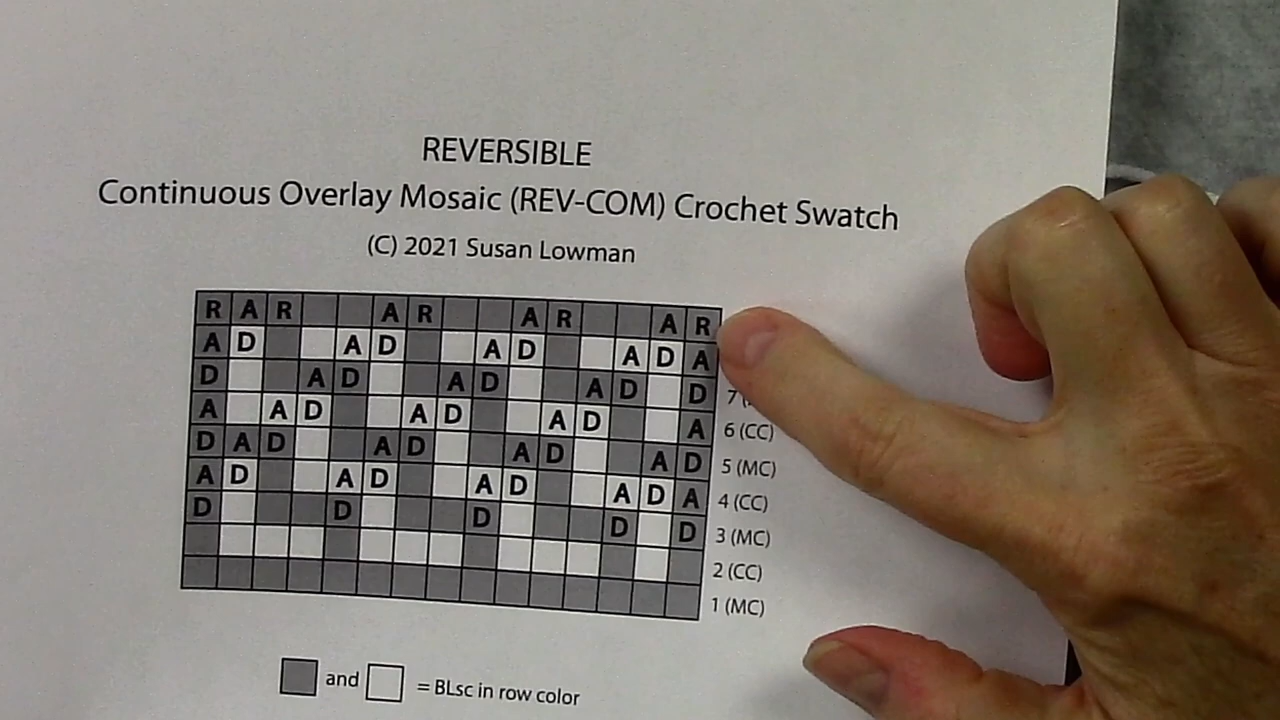 REVERSIBLE
Continuous Overlay Mosaic (REV-COM) Crochet Swatch
(C) 2021 Susan Lowman
R A R A R A R A R
A D A D A D A D A
D A D A D A D D
A A D A D A D A 6 (CC)
D A D A D A D A D 5 (MC)
A D A D A D A D A 4 (CC)
D D D D D 3 (MC)
2 (CC)
1 (MC)
and = BLsc in row color